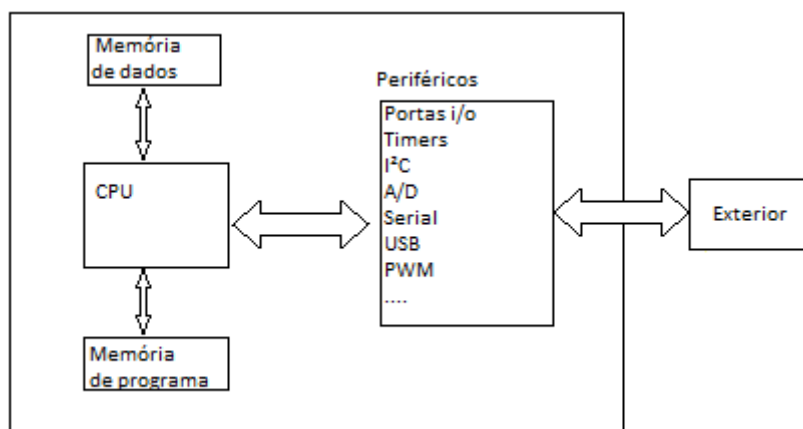 Memória
de dados
CPU
Memória
de programa
Periféricos
Portas i/o
Timers
I²C
A/D
Serial
USB
PWM
....
Exterior